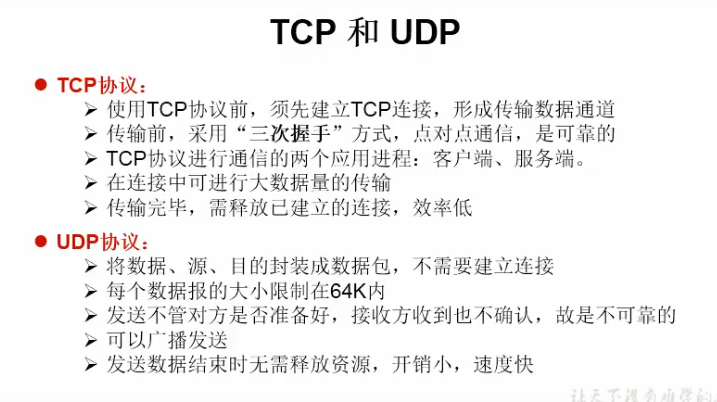 TCP 和 UDP
TCP协议：
使用TCP协议前，须先建立TCP连接，形成传输数据通道
传输前，采用“三次握手”方式，点对点通信，是可靠的
TCP协议进行通信的两个应用进程：客户端、服务端。
在连接中可进行大数据量的传输
传输完毕，需释放已建立的连接，效率低
UDP协议：
将数据、源、目的封装成数据包，不需要建立连接
每个数据报的大小限制在64K内
发送不管对方是否准备好，接收方收到也不确认，故是不可靠的
可以广播发送
发送数据结束时无需释放资源，开销小，速度快
让天下没有难学的